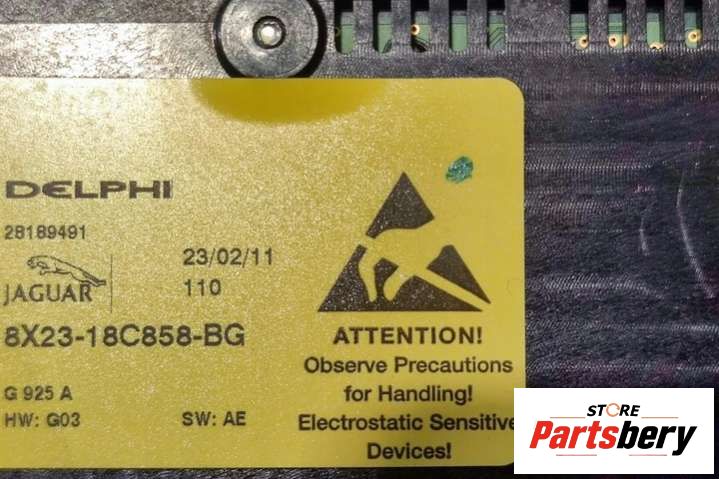 DELPHI
28189491
23/02/11
JAGUAR
110
8X23-18C858-BG
G 925 A
HW: G03
SW: AE
ATTENTION!
Observe Precautions
for Handling!
Electrostatic Sensitive
Devices!
STORE
Partsbery